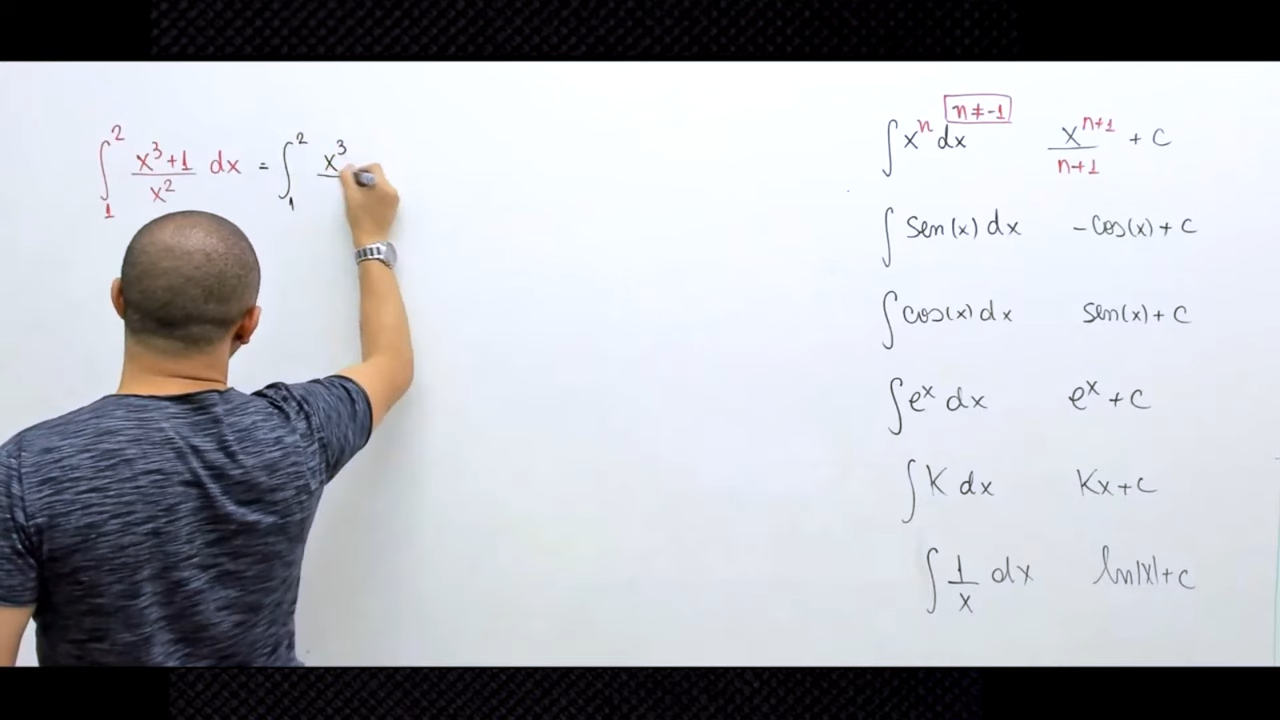 ∫₁² (x³+1)/x² dx = ∫₁² x³
∫ xⁿ dx n≠-1 xⁿ⁺¹/(n+1) + c
∫ sen(x) dx -cos(x) + c
∫ cos(x) dx sen(x) + c
∫ eˣ dx eˣ + c
∫ K dx Kx + c
∫ 1/x dx ln|x| + c